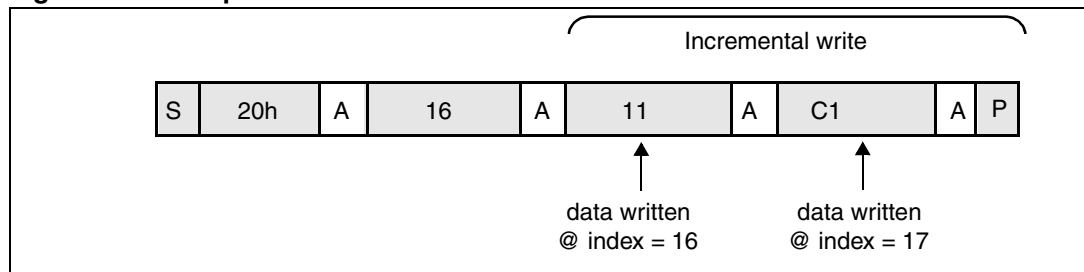 Incremental write
S 20h A 16 A 11 A C1 A P
data written
@ index = 16
data written
@ index = 17